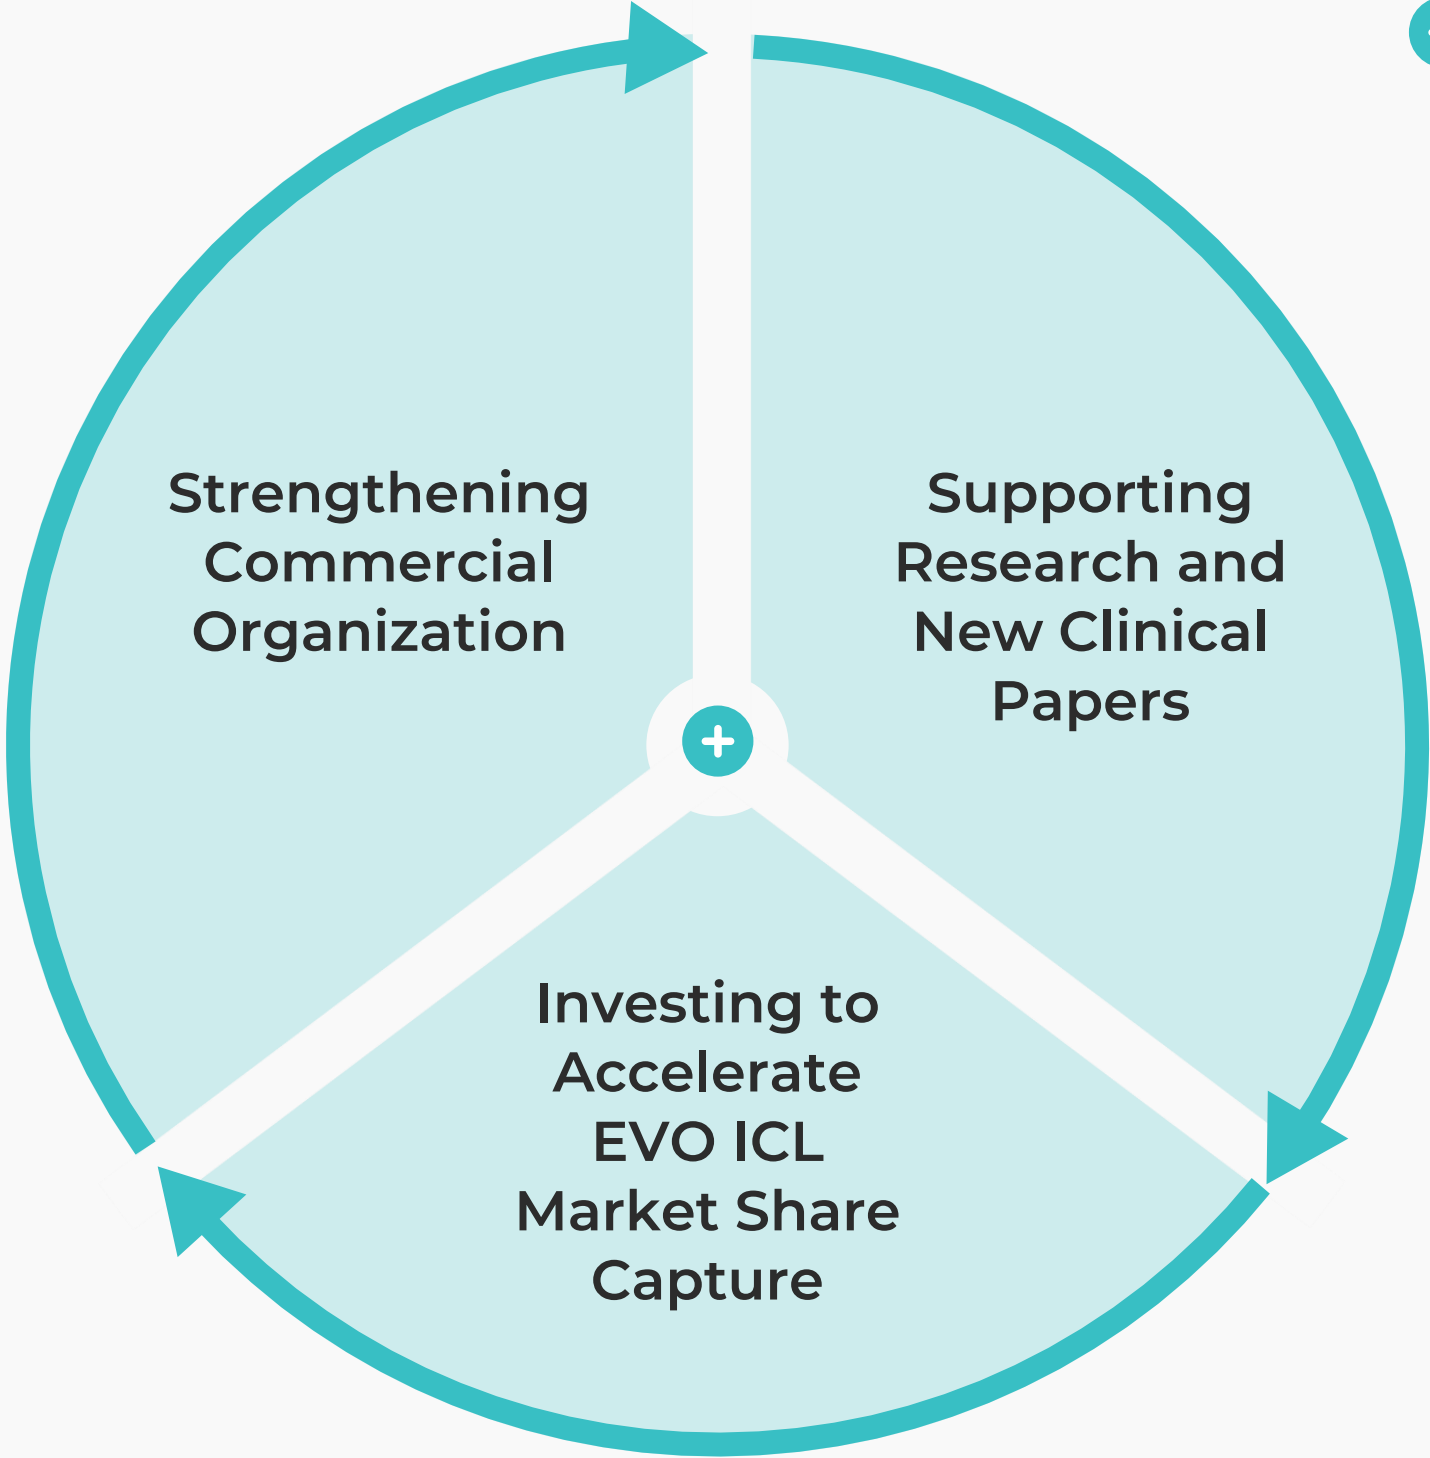 Strengthening
Commercial
Organization
Supporting
Research and
New Clinical
Papers
Investing to
Accelerate
EVO ICL
Market Share
Capture